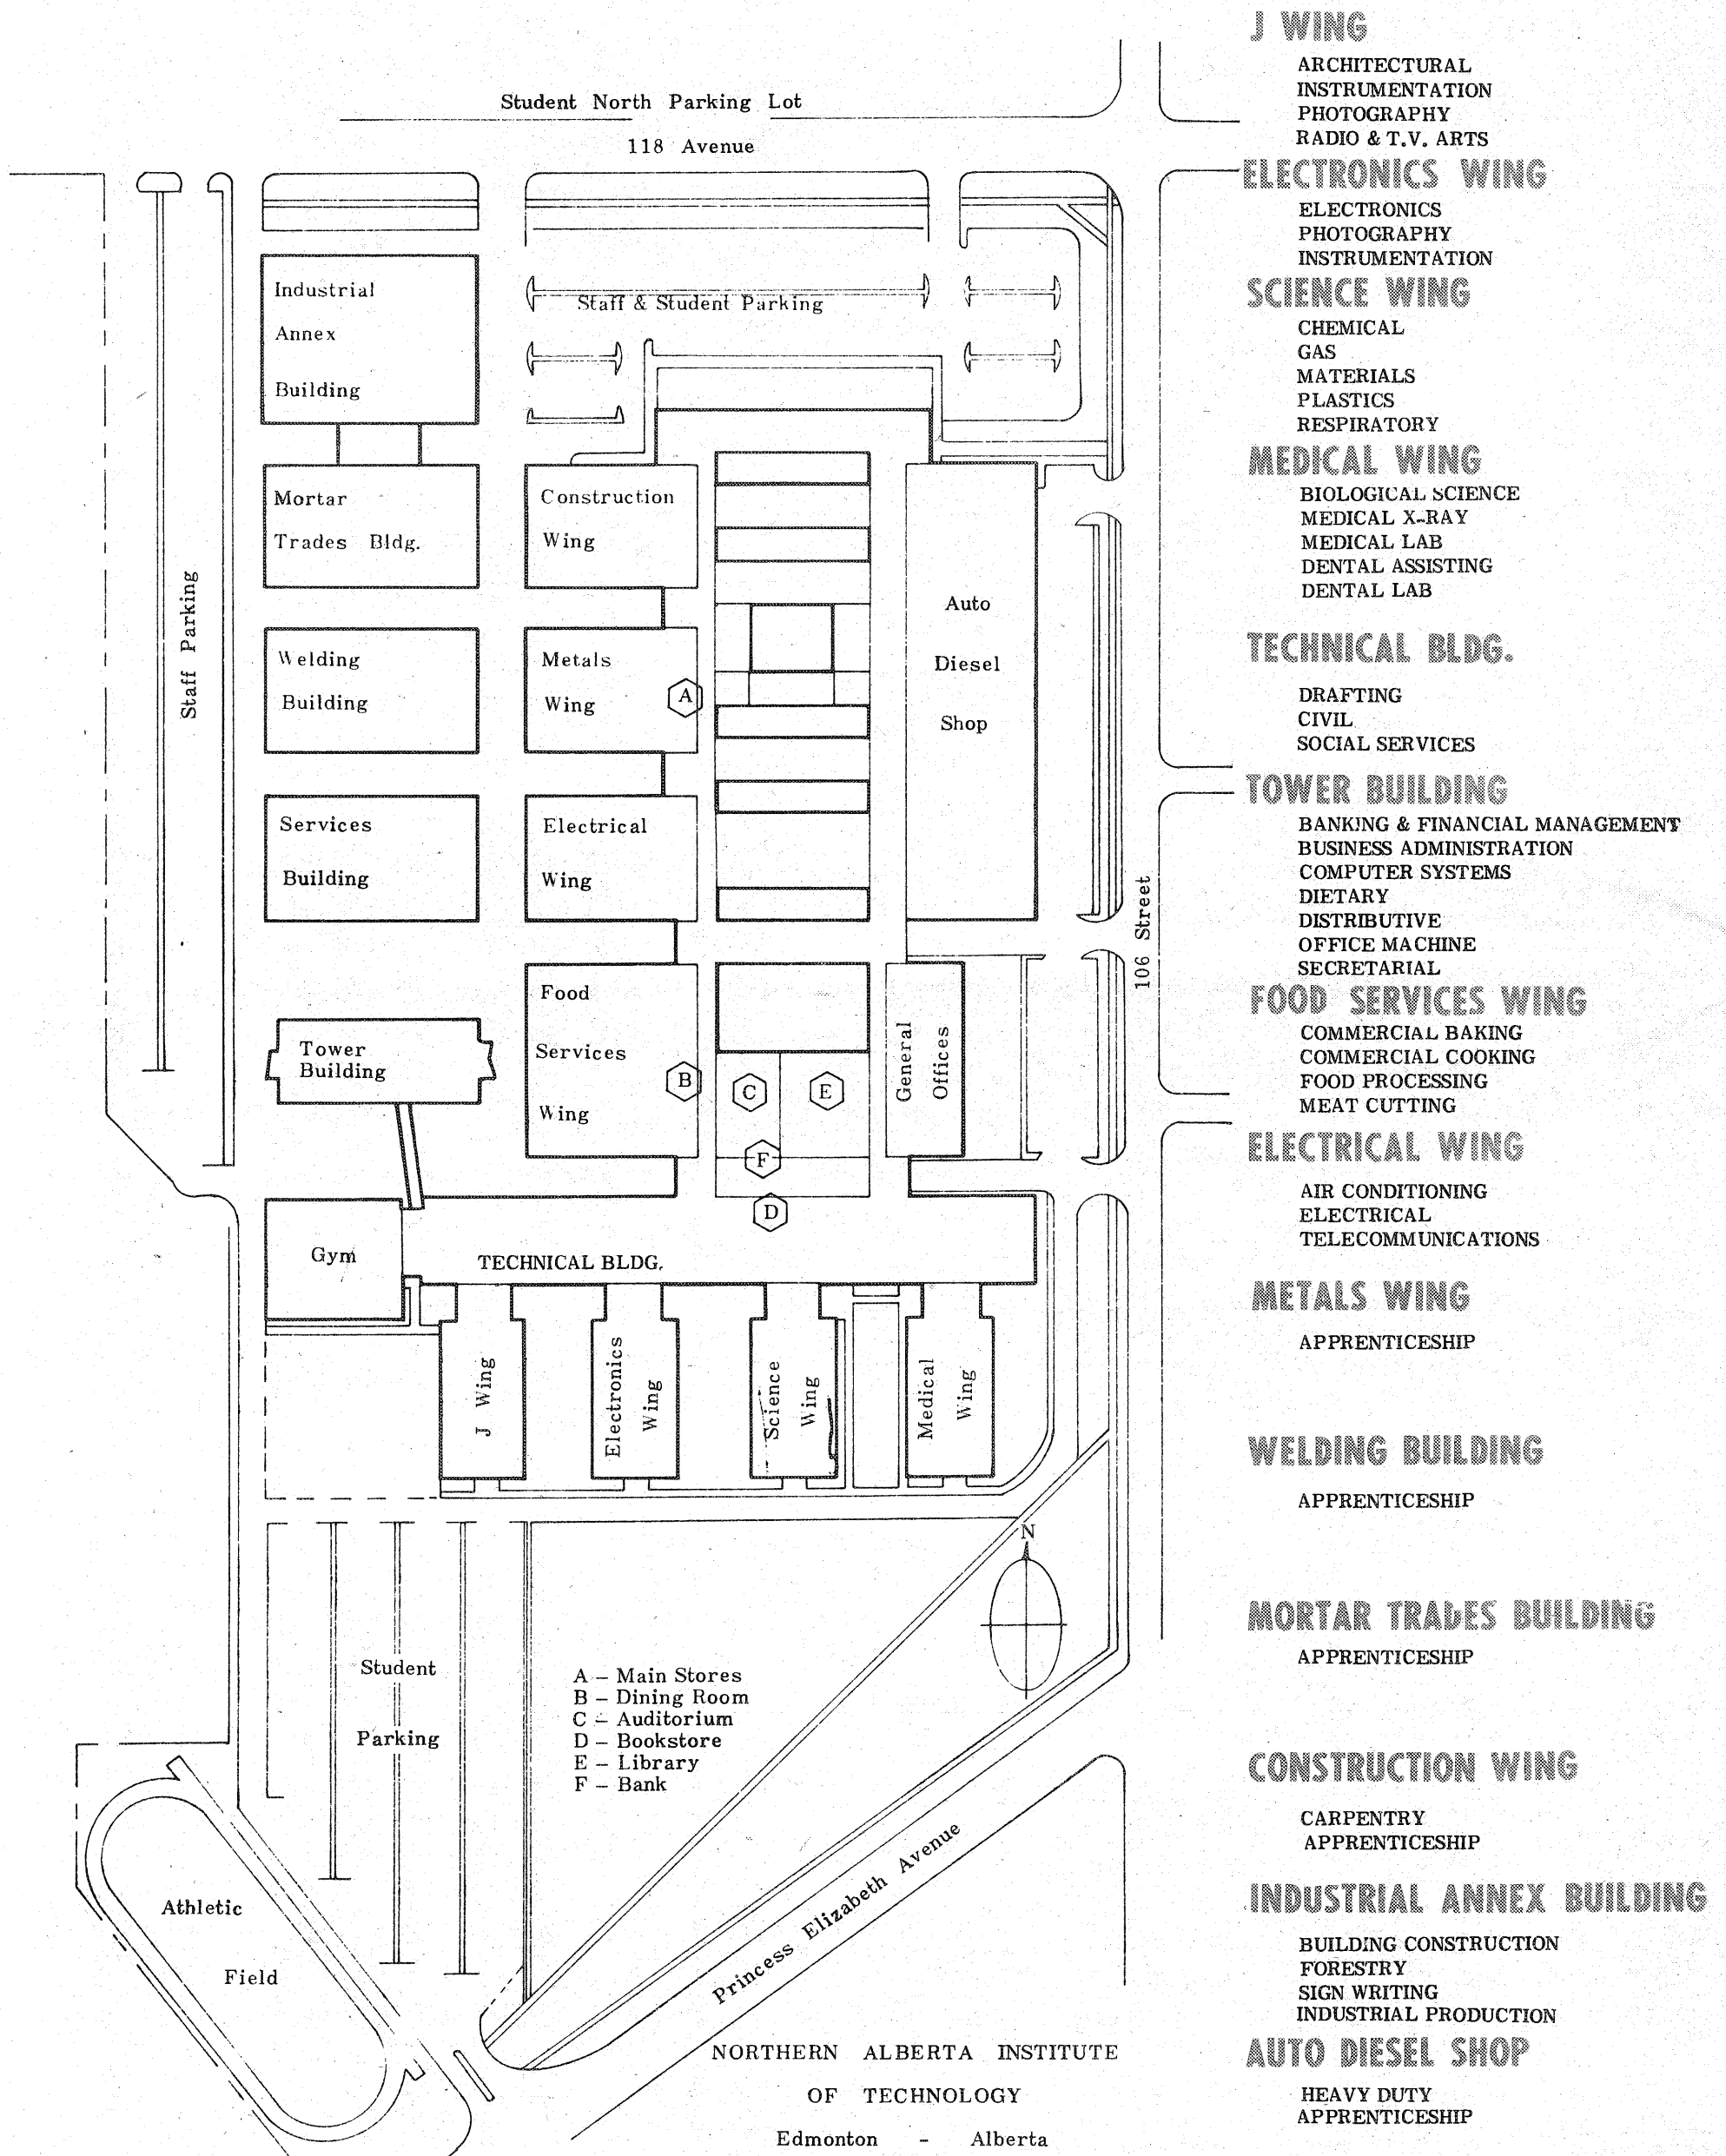 Student North Parking Lot
118 Avenue
Industrial
Annex
Building
Staff & Student Parking
Mortar
Trades Bldg.
Construction
Wing
Staff Parking
Auto
Diesel
Shop
Welding
Building
Metals
Wing
A
Services
Building
Electrical
Wing
106 Street
Food
Services
Wing
Tower
Building
B
C
E
F
D
General
Offices
Gym
TECHNICAL BLDG.
J Wing
Electronics
Wing
Science
Wing
Medical
Wing
N
Student
Parking
A – Main Stores
B – Dining Room
C – Auditorium
D – Bookstore
E – Library
F – Bank
Athletic
Field
Princess Elizabeth Avenue
NORTHERN ALBERTA INSTITUTE
OF TECHNOLOGY
Edmonton - Alberta
J WING
ARCHITECTURAL
INSTRUMENTATION
PHOTOGRAPHY
RADIO & T.V. ARTS
ELECTRONICS WING
ELECTRONICS
PHOTOGRAPHY
INSTRUMENTATION
SCIENCE WING
CHEMICAL
GAS
MATERIALS
PLASTICS
RESPIRATORY
MEDICAL WING
BIOLOGICAL SCIENCE
MEDICAL X-RAY
MEDICAL LAB
DENTAL ASSISTING
DENTAL LAB
TECHNICAL BLDG.
DRAFTING
CIVIL
SOCIAL SERVICES
TOWER BUILDING
BANKING & FINANCIAL MANAGEMENT
BUSINESS ADMINISTRATION
COMPUTER SYSTEMS
DIETARY
DISTRIBUTIVE
OFFICE MACHINE
SECRETARIAL
FOOD SERVICES WING
COMMERCIAL BAKING
COMMERCIAL COOKING
FOOD PROCESSING
MEAT CUTTING
ELECTRICAL WING
AIR CONDITIONING
ELECTRICAL
TELECOMMUNICATIONS
METALS WING
APPRENTICESHIP
WELDING BUILDING
APPRENTICESHIP
MORTAR TRADES BUILDING
APPRENTICESHIP
CONSTRUCTION WING
CARPENTRY
APPRENTICESHIP
INDUSTRIAL ANNEX BUILDING
BUILDING CONSTRUCTION
FORESTRY
SIGN WRITING
INDUSTRIAL PRODUCTION
AUTO DIESEL SHOP
HEAVY DUTY
APPRENTICESHIP